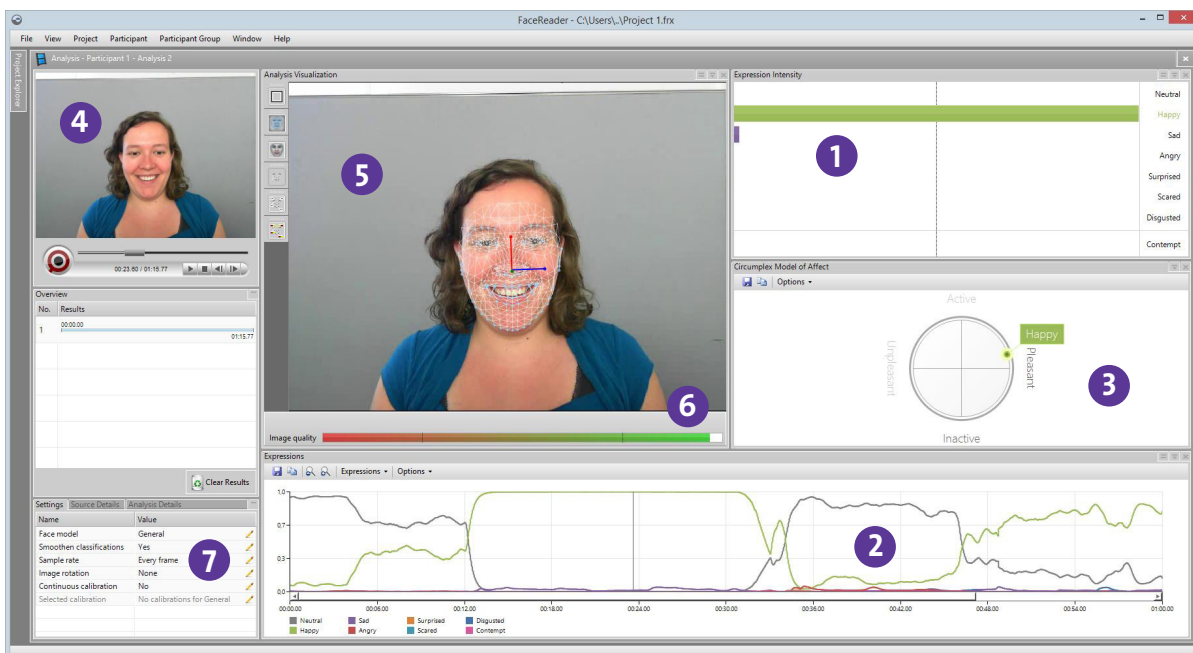 FaceReader - C:\Users\..\Project 1.frx
File View Project Participant Participant Group Window Help
Project Explorer
Analysis - Participant 1 - Analysis 2
4
00:23.60 / 01:15.77
Overview
No. Results
1 00:00.00
01:15.77
Clear Results
Settings Source Details Analysis Details
Name Value
Face model General
Smoothen classifications Yes
Sample rate Every frame
Image rotation None
Continuous calibration No
Selected calibration No calibrations for General
7
Analysis Visualization
5
6
Image quality
Expression Intensity
1
Neutral
Happy
Sad
Angry
Surprised
Scared
Disgusted
Contempt
Circumplex Model of Affect
Options
Active
Happy
Unpleasant
Pleasant
3
Inactive
Expressions
Expressions Options
1.0
0.7
0.3
0.0
2
00:00.00 00:06.00 00:12.00 00:18.00 00:24.00 00:30.00 00:36.00 00:42.00 00:48.00 00:54.00 01:00.00
Neutral Sad Surprised Disgusted
Happy Angry Scared Contempt